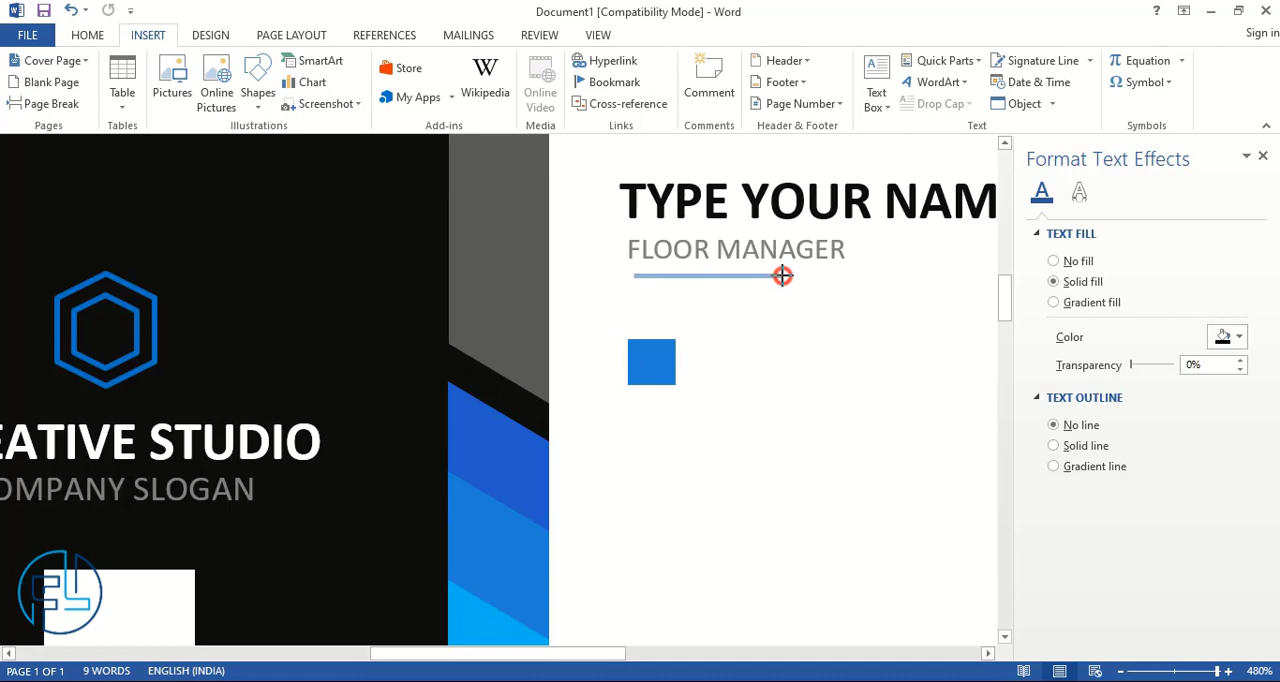 Document1 [Compatibility Mode] - Word
?
Sign in
FILE HOME INSERT DESIGN PAGE LAYOUT REFERENCES MAILINGS REVIEW VIEW
Cover Page
Blank Page
Page Break
Pages
Table
Tables
Pictures
Online Pictures
Shapes
SmartArt
Chart
Screenshot
Illustrations
Store
My Apps
Wikipedia
Add-ins
Online Video
Media
Hyperlink
Bookmark
Cross-reference
Links
Comment
Comments
Header
Footer
Page Number
Header & Footer
Text Box
Quick Parts
WordArt
Drop Cap
Signature Line
Date & Time
Object
Text
Equation
Symbol
Symbols
TYPE YOUR NAM
FLOOR MANAGER
EATIVE STUDIO
OMPANY SLOGAN
Format Text Effects
TEXT FILL
No fill
Solid fill
Gradient fill
Color
Transparency 0%
TEXT OUTLINE
No line
Solid line
Gradient line
PAGE 1 OF 1 9 WORDS ENGLISH (INDIA)
480%